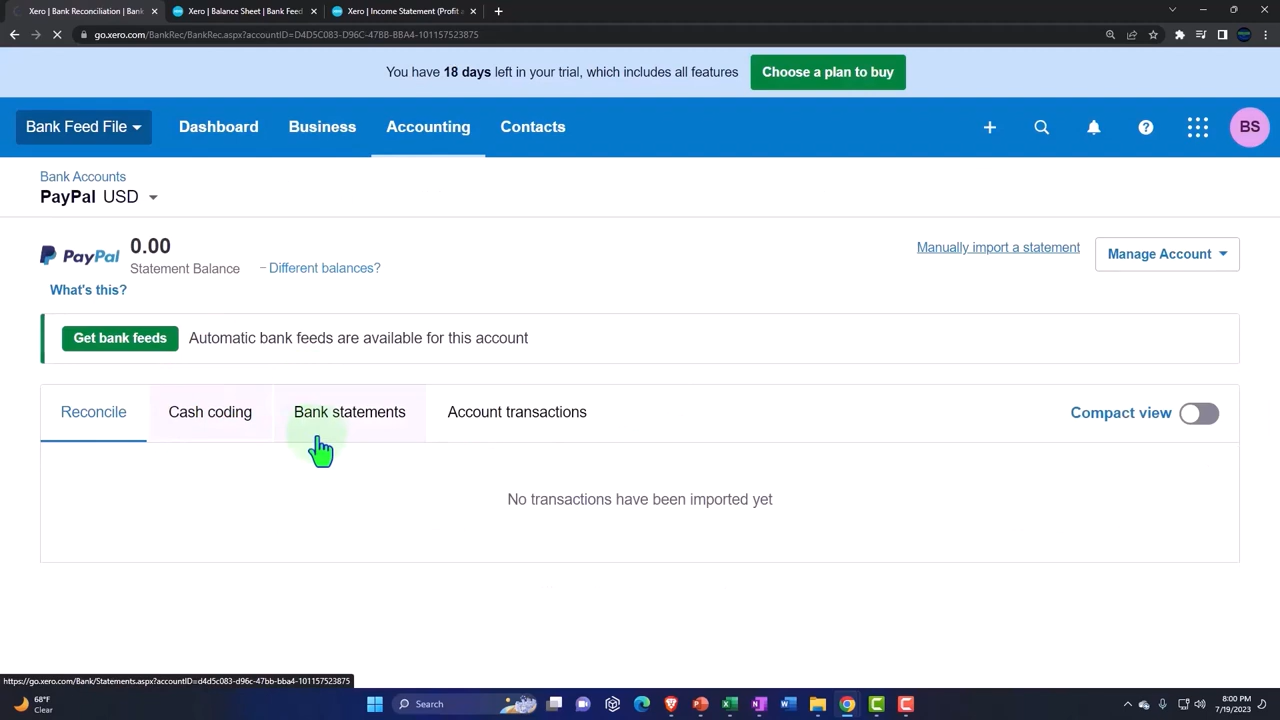 Xero | Bank Reconciliation | Bank
Xero | Balance Sheet | Bank Feed
Xero | Income Statement (Profit a
go.xero.com/BankRec/BankRec.aspx?accountID=D4D5C083-D96C-47BB-BBA4-101157523875
You have 18 days left in your trial, which includes all features
Choose a plan to buy
Bank Feed File
Dashboard
Business
Accounting
Contacts
BS
Bank Accounts
PayPal USD
PayPal
0.00
Statement Balance
Different balances?
What's this?
Manually import a statement
Manage Account
Get bank feeds
Automatic bank feeds are available for this account
Reconcile
Cash coding
Bank statements
Account transactions
Compact view
No transactions have been imported yet
https://go.xero.com/Bank/Statements.aspx?accountID=d4d5c083-d96c-47bb-bba4-101157523875
68°F
Clear
Search
8:00 PM
7/19/2023